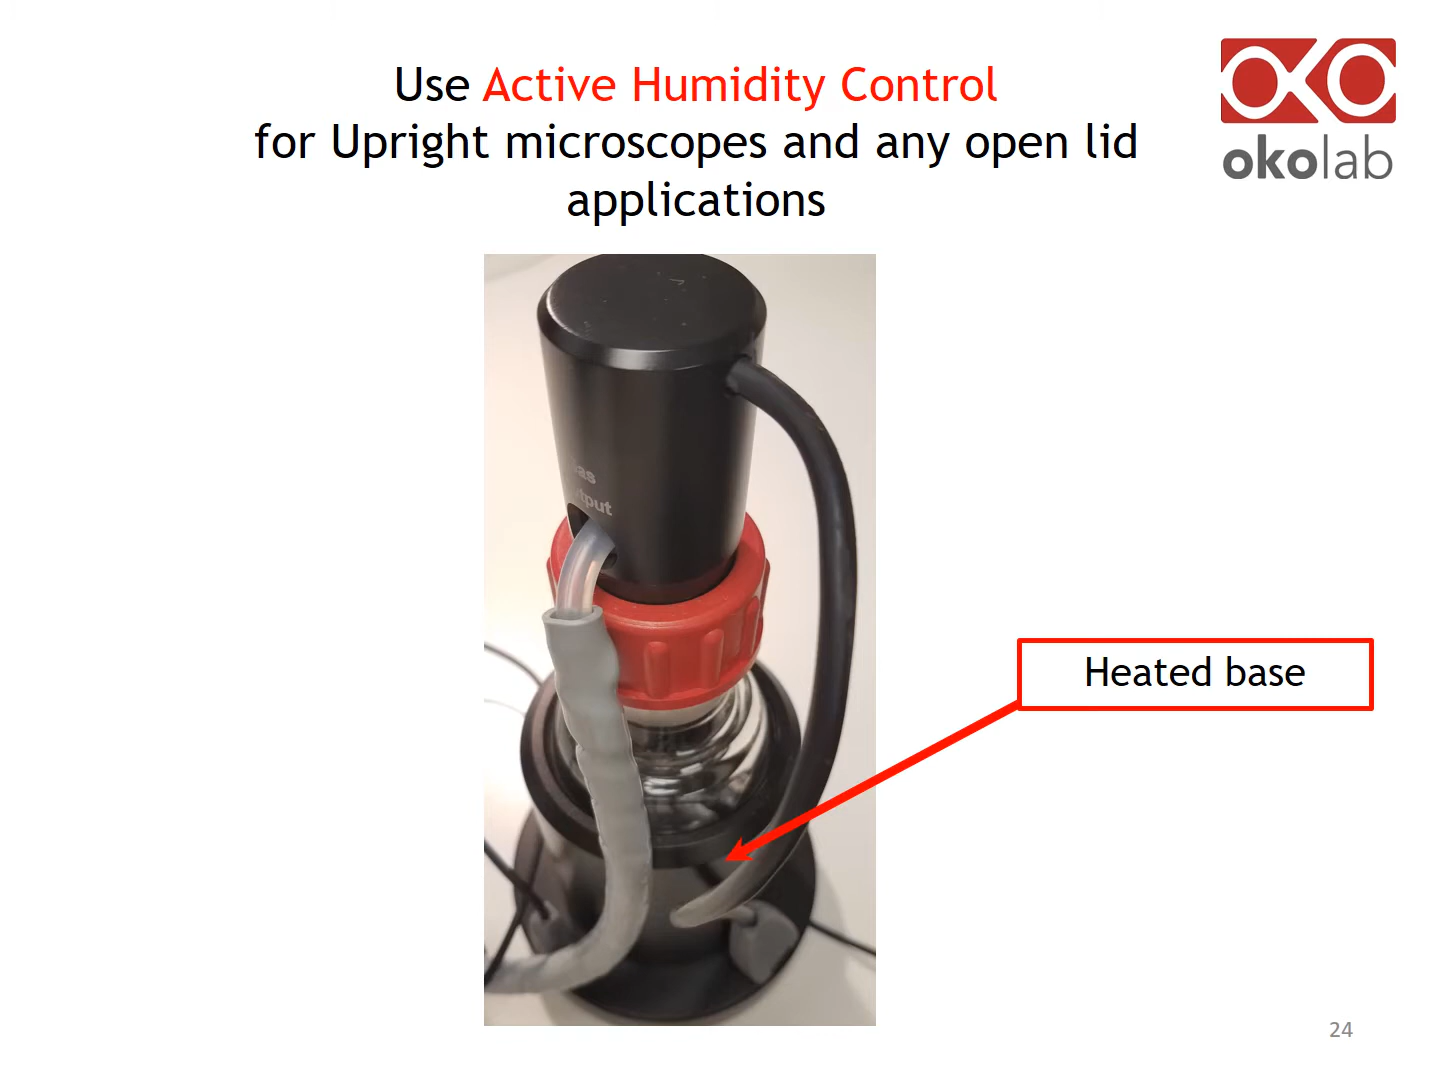 Use Active Humidity Control
for Upright microscopes and any open lid
applications
okolab
Heated base
24